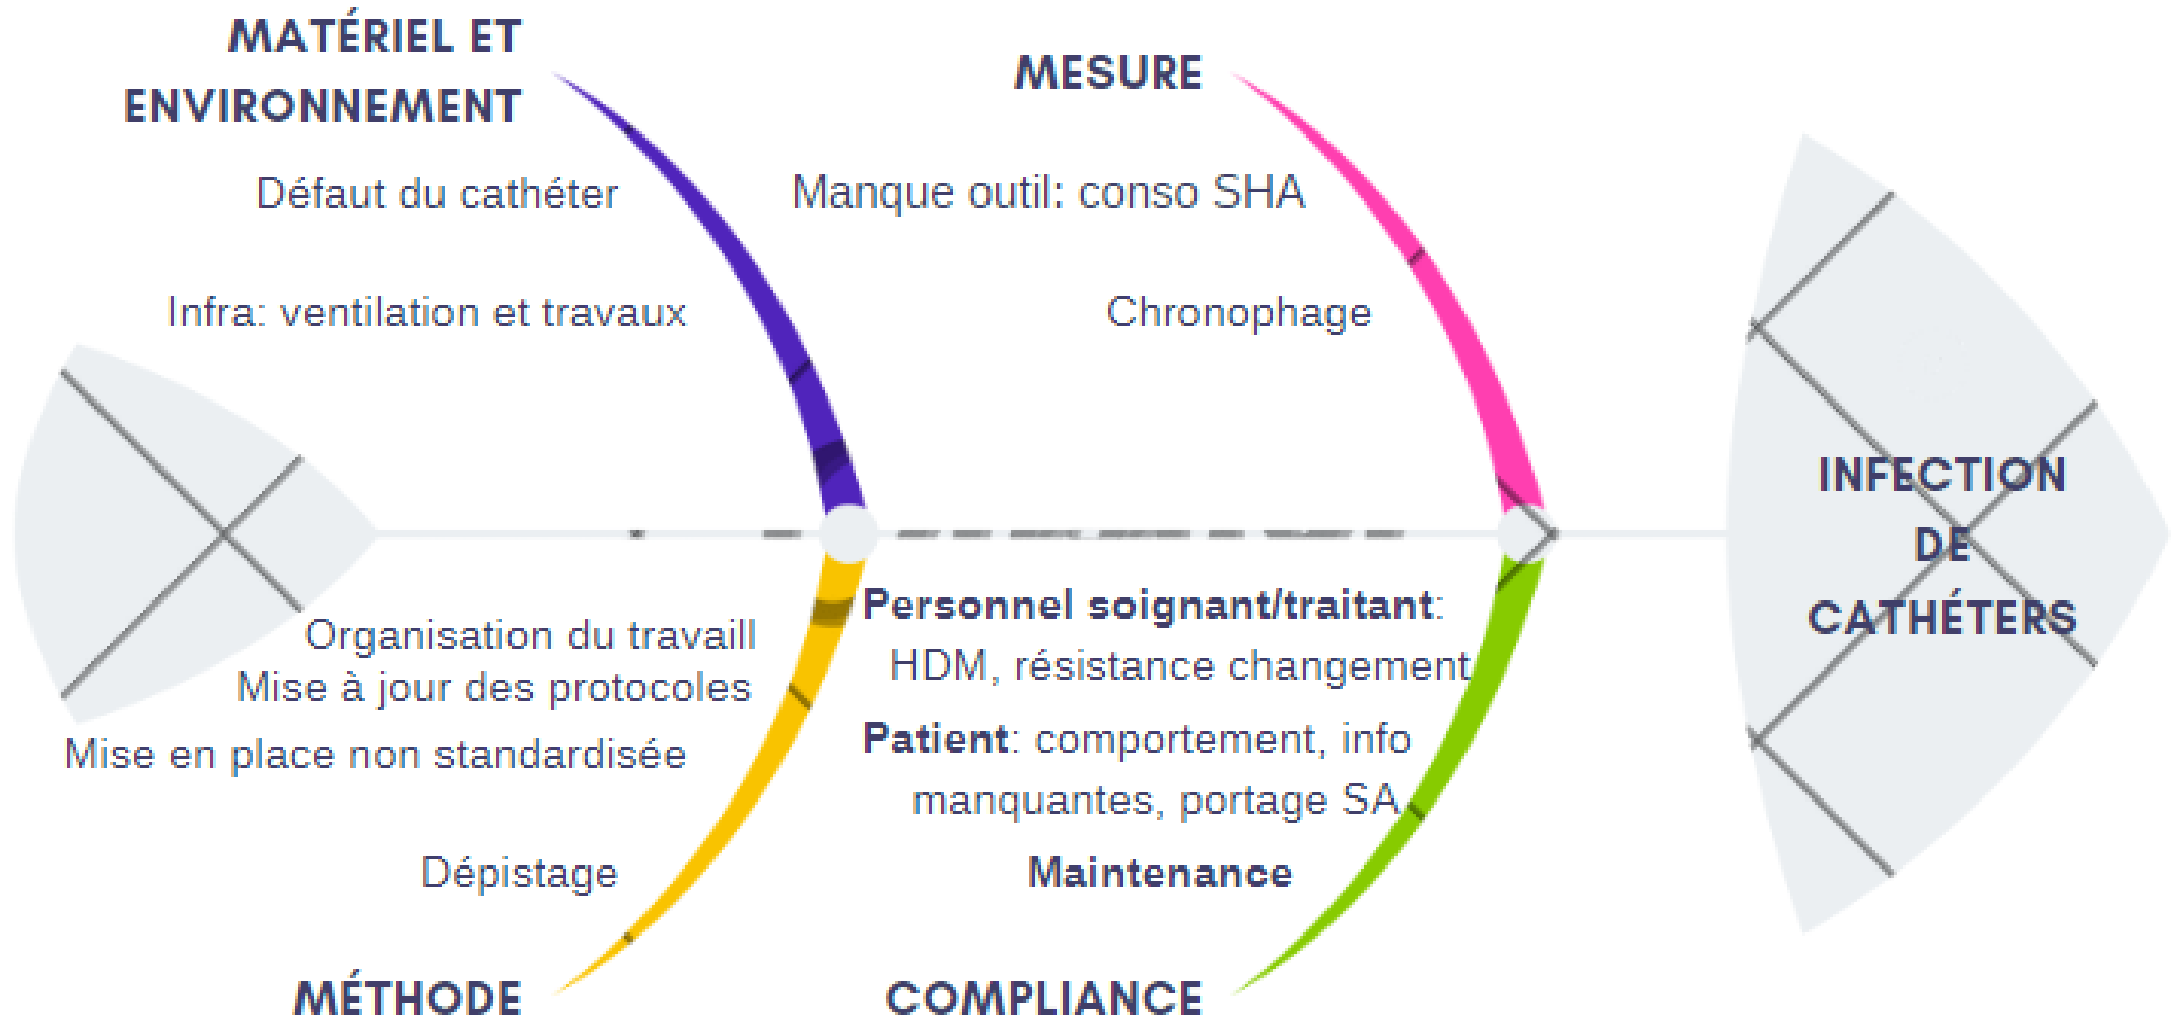 MATÉRIEL ET
ENVIRONNEMENT
Défaut du cathéter
Infra: ventilation et travaux
MESURE
Manque outil: conso SHA
Chronophage
Organisation du travaill
Mise à jour des protocoles
Mise en place non standardisée
Dépistage
MÉTHODE
Personnel soignant/traitant:
HDM, résistance changement
Patient: comportement, info
manquantes, portage SA
Maintenance
COMPLIANCE
INFECTION
DE
CATHÉTERS